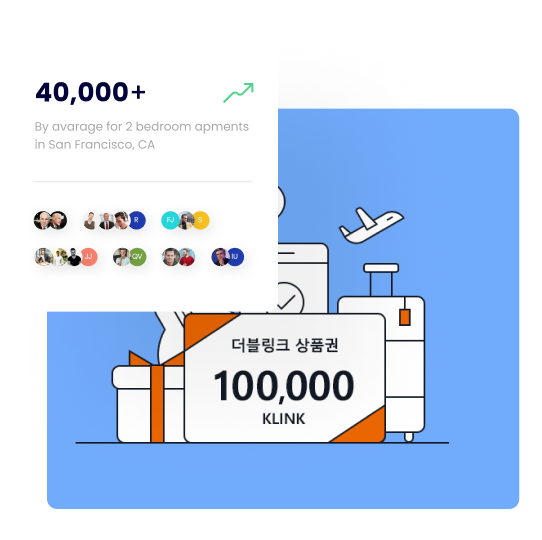 40,000+
By avarage for 2 bedroom apments
in San Francisco, CA
R
FJ
S
JJ
QV
IU
더블링크 상품권
100,000
KLINK